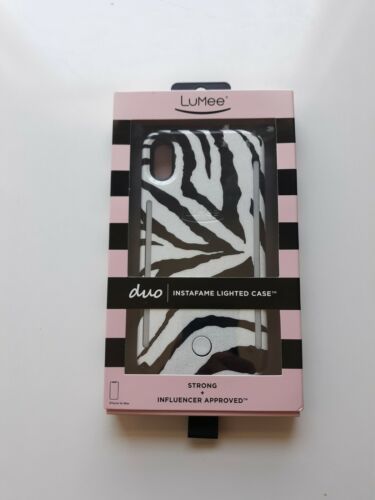 LuMee®
duo INSTAFAME LIGHTED CASE™
STRONG
+
INFLUENCER APPROVED™